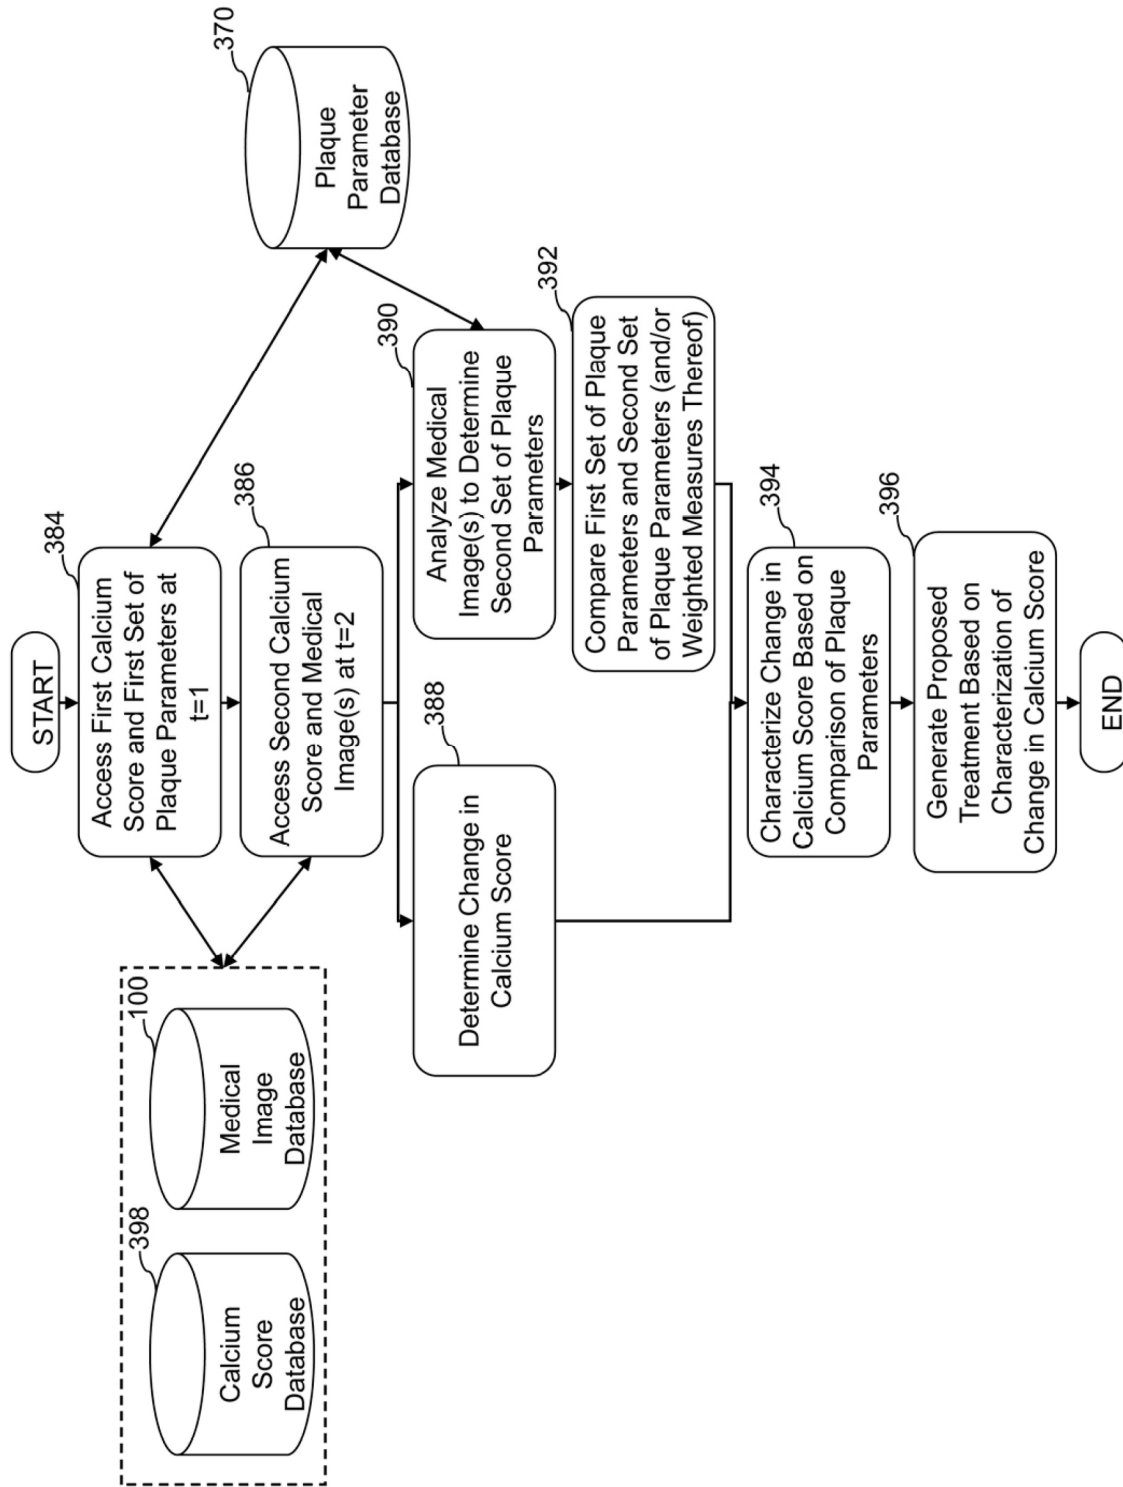 START
384
Access First Calcium
Score and First Set of
Plaque Parameters at
t=1
370
Plaque
Parameter
Database
398
Calcium
Score
Database
100
Medical
Image
Database
386
Access Second Calcium
Score and Medical
Image(s) at t=2
388
Determine Change in
Calcium Score
390
Analyze Medical
Image(s) to Determine
Second Set of Plaque
Parameters
392
Compare First Set of Plaque
Parameters and Second Set
of Plaque Parameters (and/or
Weighted Measures Thereof)
394
Characterize Change in
Calcium Score Based on
Comparison of Plaque
Parameters
396
Generate Proposed
Treatment Based on
Characterization of
Change in Calcium Score
END